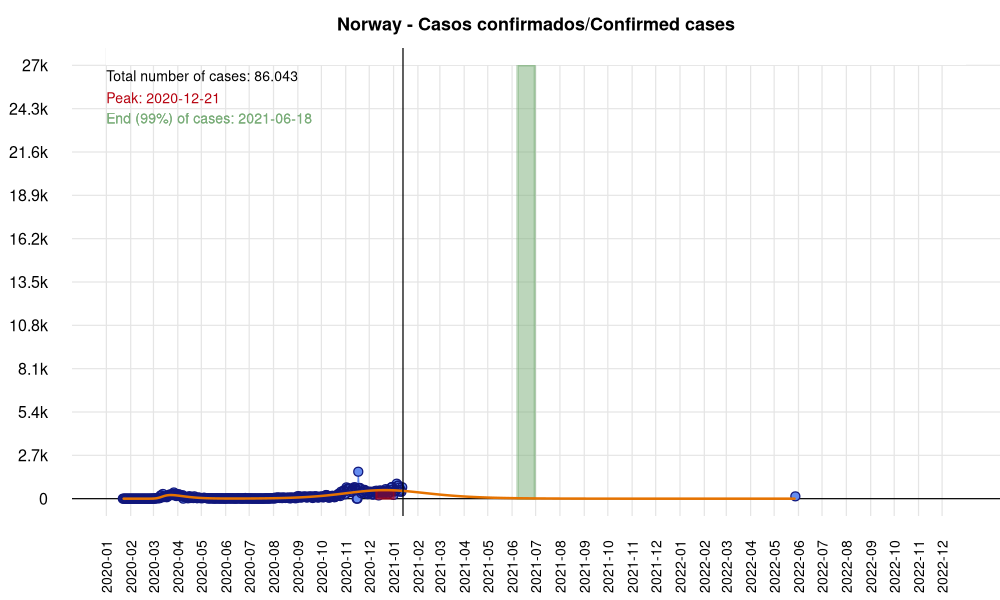 Norway - Casos confirmados/Confirmed cases
27k
Total number of cases: 86.043
Peak: 2020-12-21
24.3k
End (99%) of cases: 2021-06-18
21.6k
18.9k
16.2k
13.5k
10.8k
8.1k
5.4k
2.7k
0
2020-01
2020-02
2020-03
2020-04
2020-05
2020-06
2020-07
2020-08
2020-09
2020-10
2020-11
2020-12
2021-01
2021-02
2021-03
2021-04
2021-05
2021-06
2021-07
2021-08
2021-09
2021-10
2021-11
2021-12
2022-01
2022-02
2022-03
2022-04
2022-05
2022-06
2022-07
2022-08
2022-09
2022-10
2022-11
2022-12